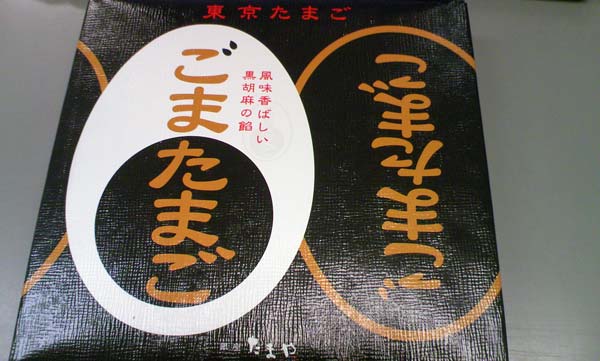 東京たまご
ごまたまご
風味香ばしい
黒胡麻の餡
ごまたまご
たまや